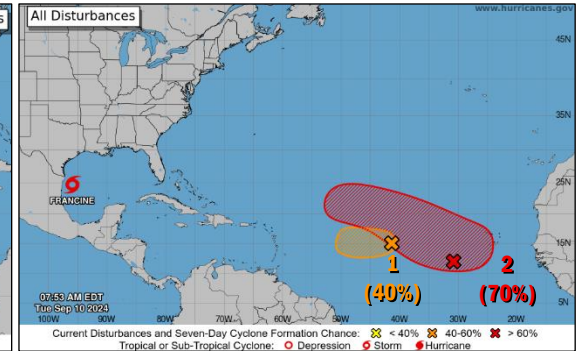 s
All Disturbances
www.hurricanes.gov
45N
35N
25N
15N
5N
FRANCINE
1
(40%)
2
(70%)
07:53 AM EDT
Tue Sep 10 2024
100W 90W 80W 70W 60W 50W 40W 30W 20W
Current Disturbances and Seven-Day Cyclone Formation Chance: < 40% 40-60% > 60%
Tropical or Sub-Tropical Cyclone: Depression Storm Hurricane